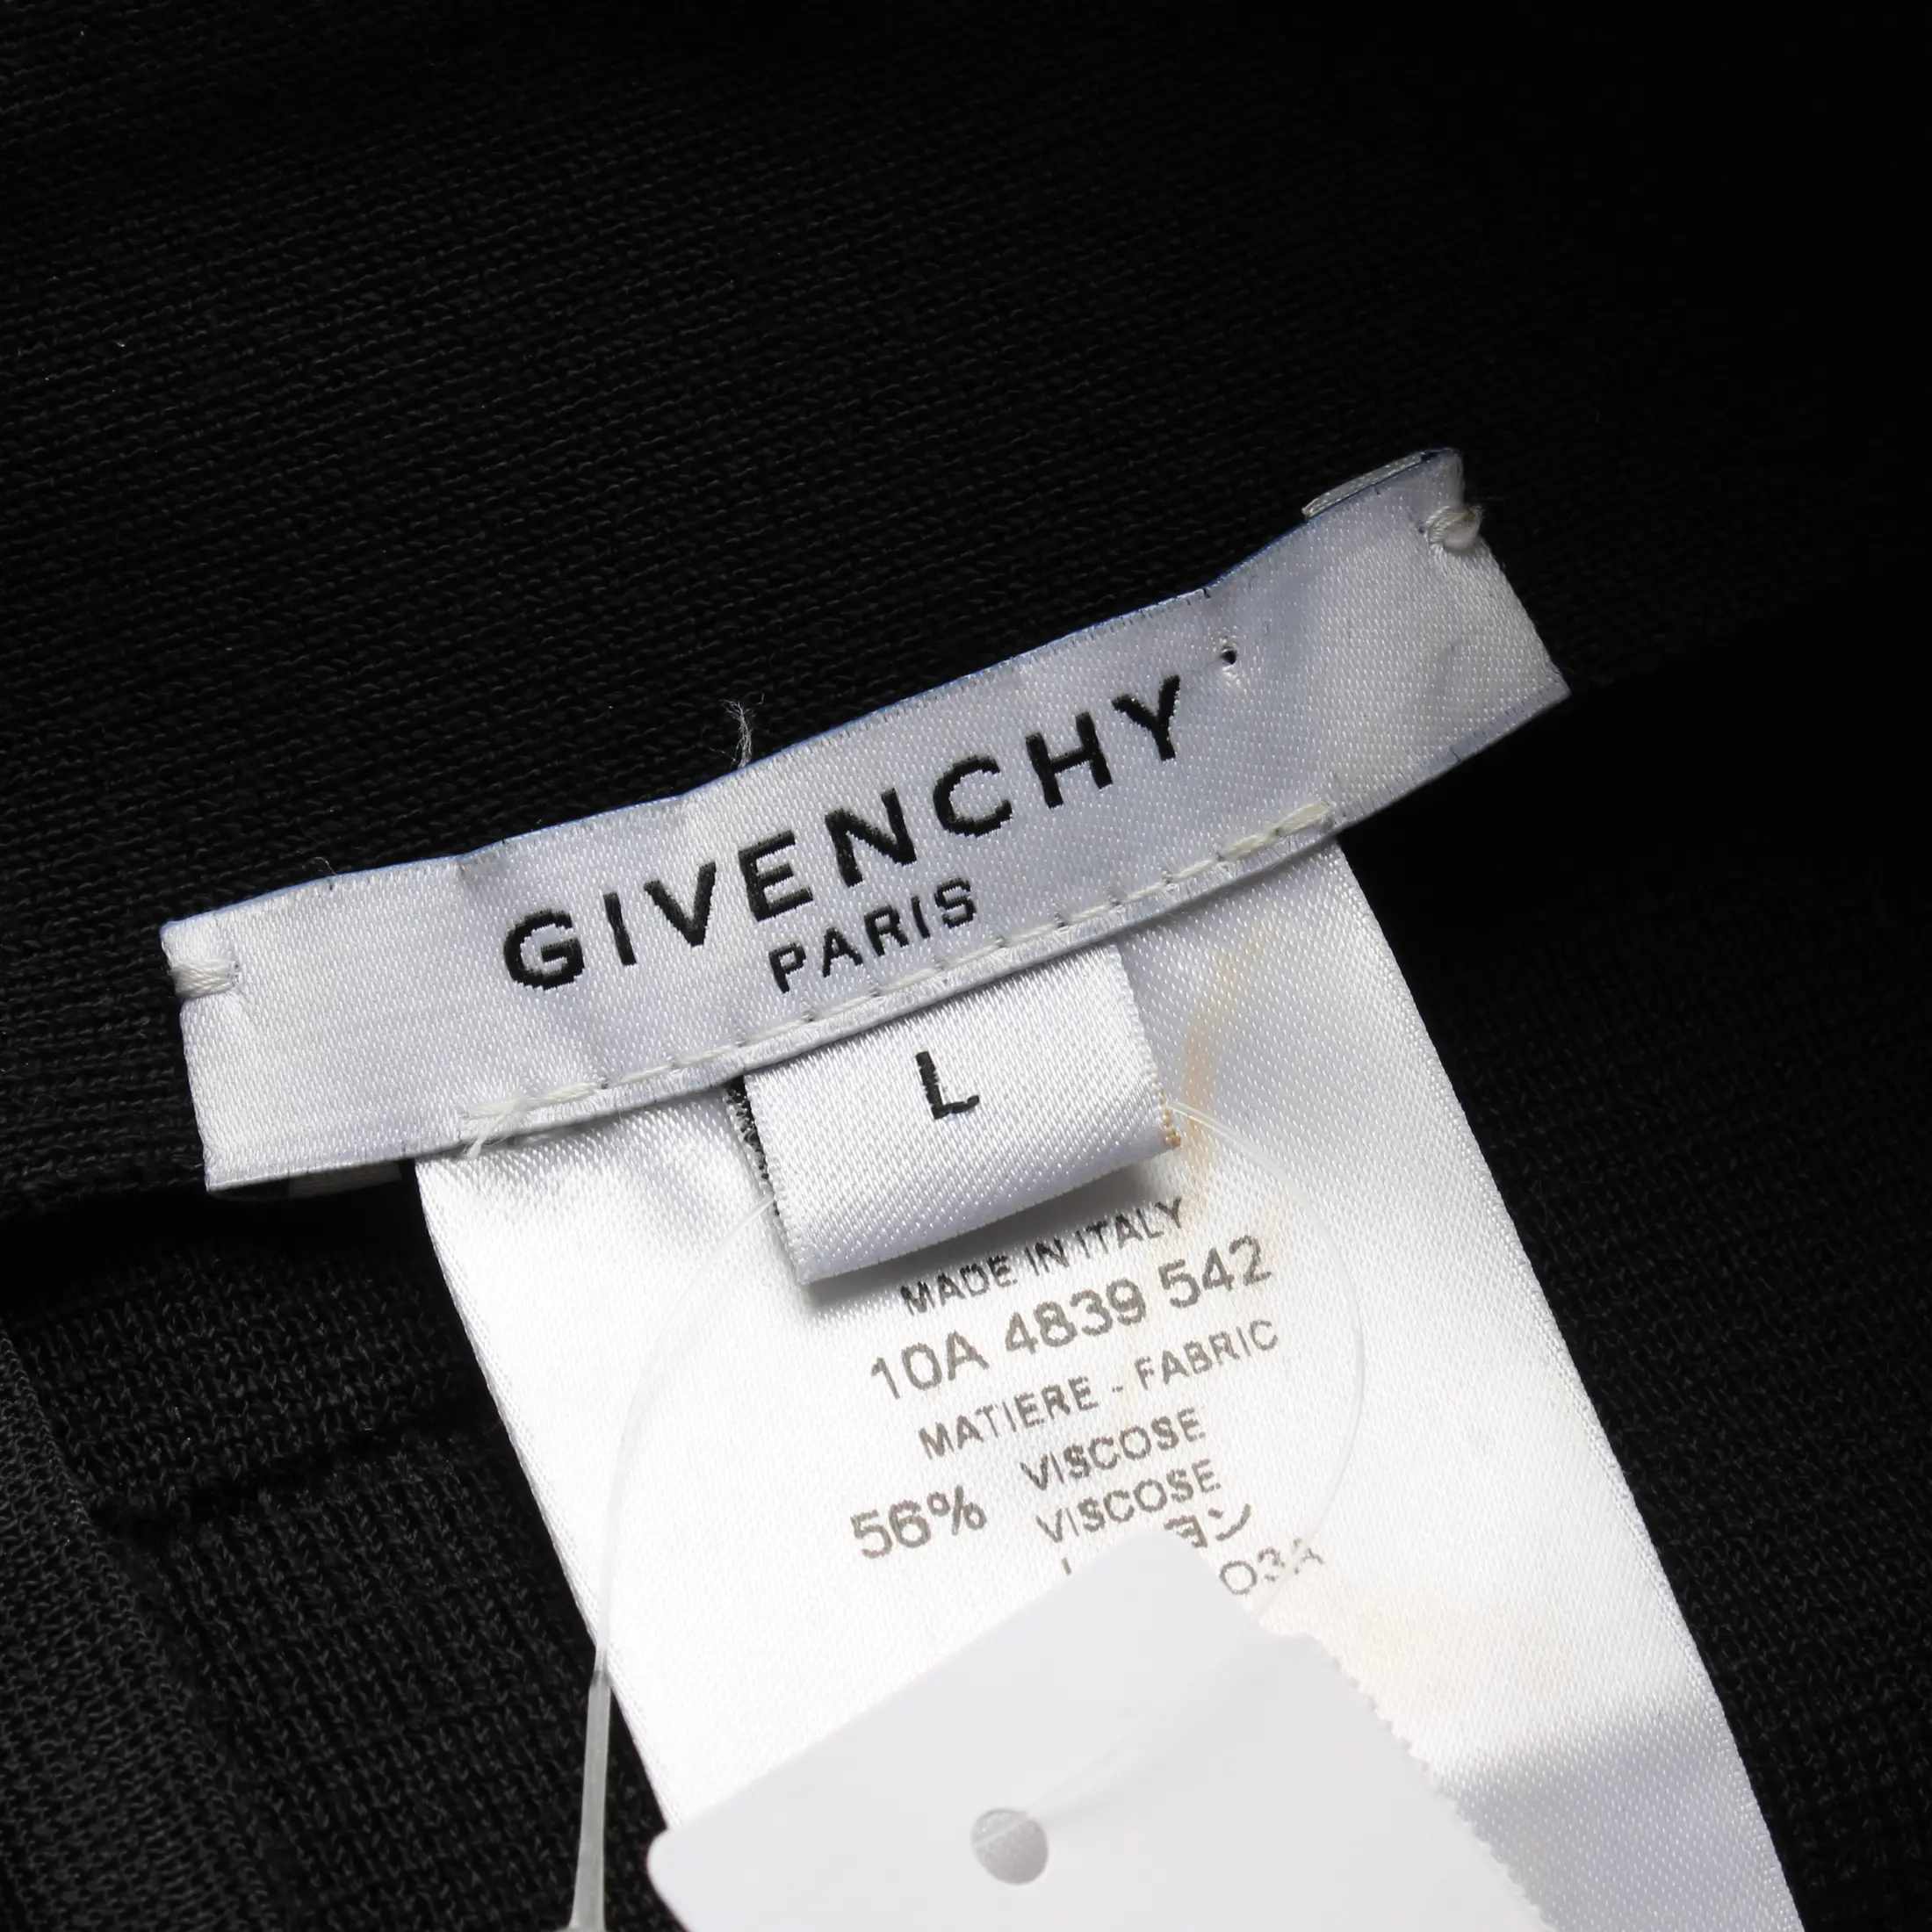 GIVENCHY
PARIS
L
MADE IN ITALY
10A 4839 542
MATIERE - FABRIC
VISCOSE
56% VISCOSE